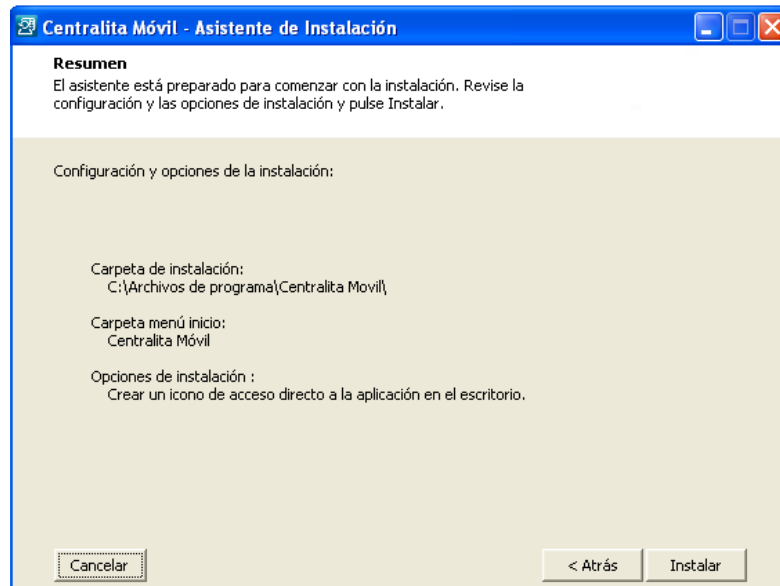 Centralita Móvil - Asistente de Instalación
Resumen
El asistente está preparado para comenzar con la instalación. Revise la
configuración y las opciones de instalación y pulse Instalar.
Configuración y opciones de la instalación:
Carpeta de instalación:
C:\Archivos de programa\Centralita Movil\
Carpeta menú inicio:
Centralita Móvil
Opciones de instalación :
Crear un icono de acceso directo a la aplicación en el escritorio.
Cancelar
< Atrás
Instalar